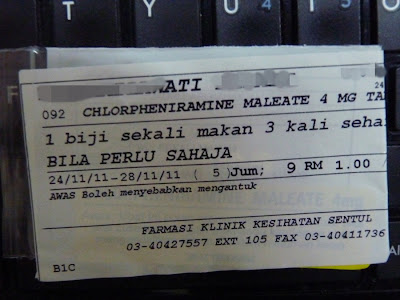 T Y U I
092 CHLORPHENIRAMINE MALEATE 4 MG TA
1 biji sekali makan 3 kali seha
BILA PERLU SAHAJA
24/11/11-28/11/11 ( 5 )Jum; 9 RM 1.00 /
AWAS Boleh menyebabkan mengantuk
FARMASI KLINIK KESIHATAN SENTUL
03-40427557 EXT 105 FAX 03-40411736
B1C